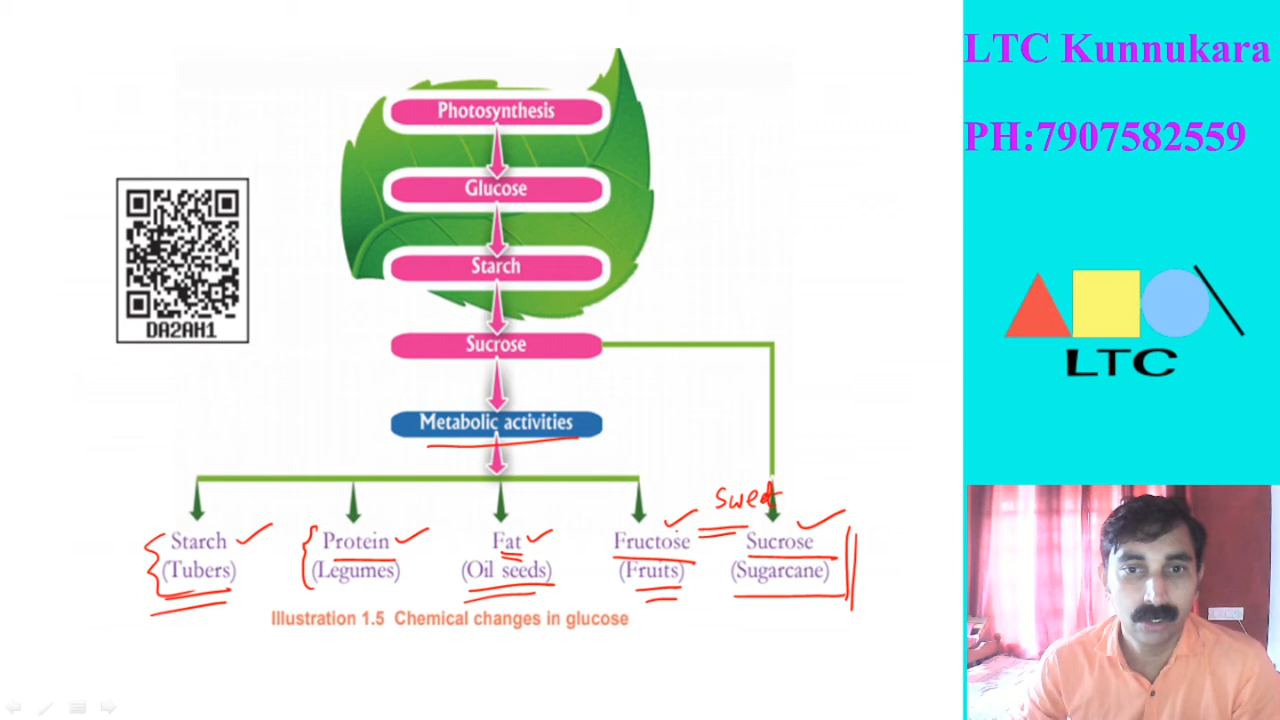 LTC Kunnukara
PH:7907582559
Photosynthesis
Glucose
Starch
Sucrose
Metabolic activities
DA2AH1
LTC
sweet
Starch Protein Fat Fructose Sucrose
(Tubers) (Legumes) (Oil seeds) (Fruits) (Sugarcane)
Illustration 1.5 Chemical changes in glucose